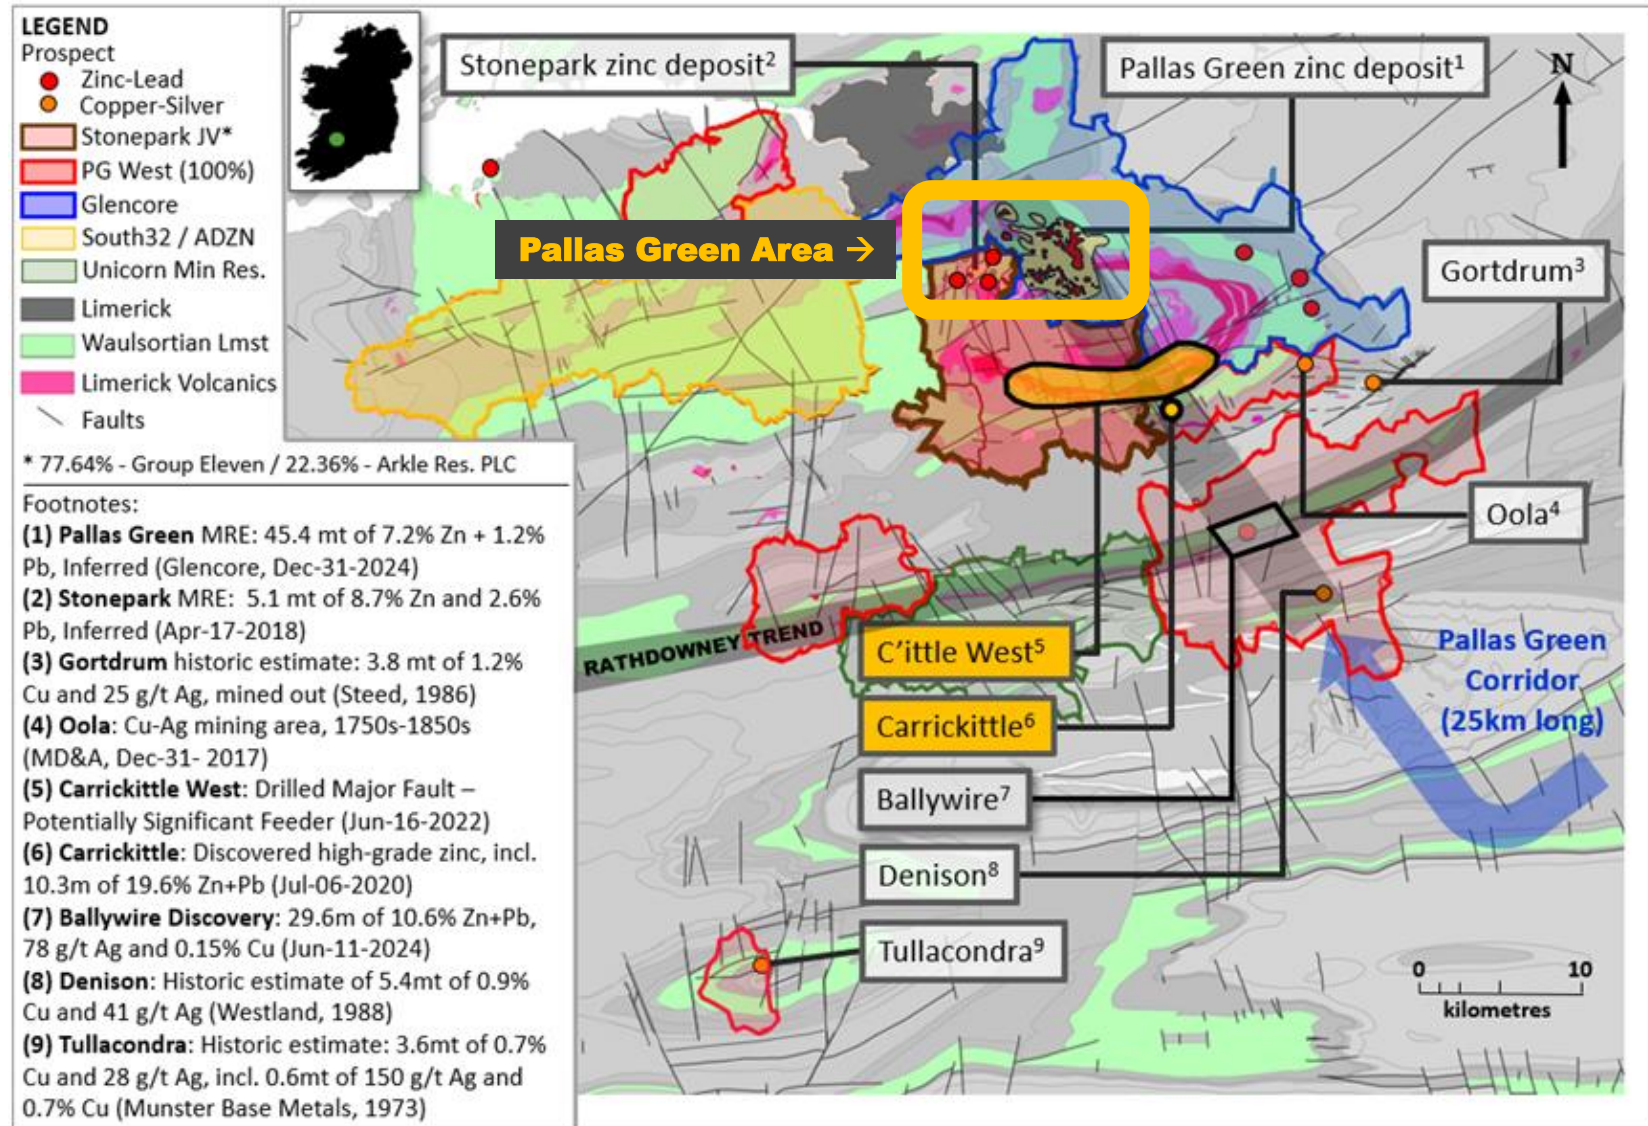 LEGEND
Prospect
Zinc-Lead
Copper-Silver
Stonepark JV*
PG West (100%)
Glencore
South32 / ADZN
Unicorn Min Res.
Limerick
Waulsortian Lmst
Limerick Volcanics
Faults
* 77.64% - Group Eleven / 22.36% - Arkle Res. PLC
Footnotes:
(1) Pallas Green MRE: 45.4 mt of 7.2% Zn + 1.2%
Pb, Inferred (Glencore, Dec-31-2024)
(2) Stonepark MRE: 5.1 mt of 8.7% Zn and 2.6%
Pb, Inferred (Apr-17-2018)
(3) Gortdrum historic estimate: 3.8 mt of 1.2%
Cu and 25 g/t Ag, mined out (Steed, 1986)
(4) Oola: Cu-Ag mining area, 1750s-1850s
(MD&A, Dec-31- 2017)
(5) Carrickittle West: Drilled Major Fault –
Potentially Significant Feeder (Jun-16-2022)
(6) Carrickittle: Discovered high-grade zinc, incl.
10.3m of 19.6% Zn+Pb (Jul-06-2020)
(7) Ballywire Discovery: 29.6m of 10.6% Zn+Pb,
78 g/t Ag and 0.15% Cu (Jun-11-2024)
(8) Denison: Historic estimate of 5.4mt of 0.9%
Cu and 41 g/t Ag (Westland, 1988)
(9) Tullacondra: Historic estimate: 3.6mt of 0.7%
Cu and 28 g/t Ag, incl. 0.6mt of 150 g/t Ag and
0.7% Cu (Munster Base Metals, 1973)
Stonepark zinc deposit²
Pallas Green zinc deposit¹
N
Pallas Green Area →
Gortdrum³
Oola⁴
RATHDOWNEY TREND
C'ittle West⁵
Carrickittle⁶
Ballywire⁷
Denison⁸
Tullacondra⁹
Pallas Green
Corridor
(25km long)
0 10
kilometres